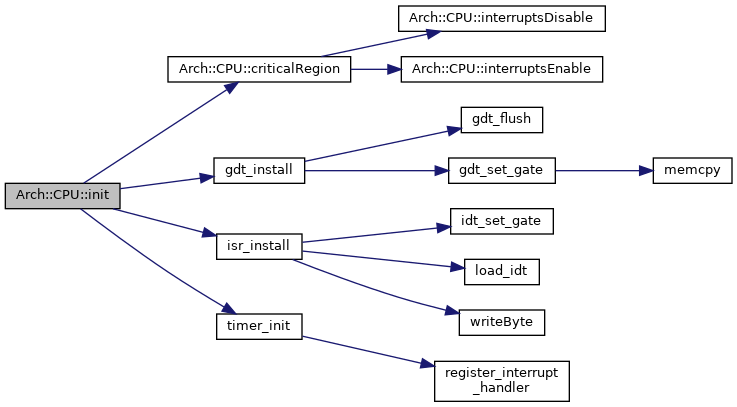 Arch::CPU::interruptsDisable
Arch::CPU::criticalRegion
Arch::CPU::interruptsEnable
gdt_flush
gdt_install
gdt_set_gate
memcpy
Arch::CPU::init
idt_set_gate
isr_install
load_idt
writeByte
timer_init
register_interrupt
_handler